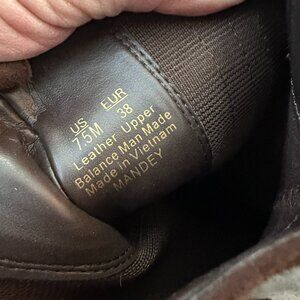 US EUR
7.5M 38
Leather Upper
Balance Man Made
Made in Vietnam
MANDEY